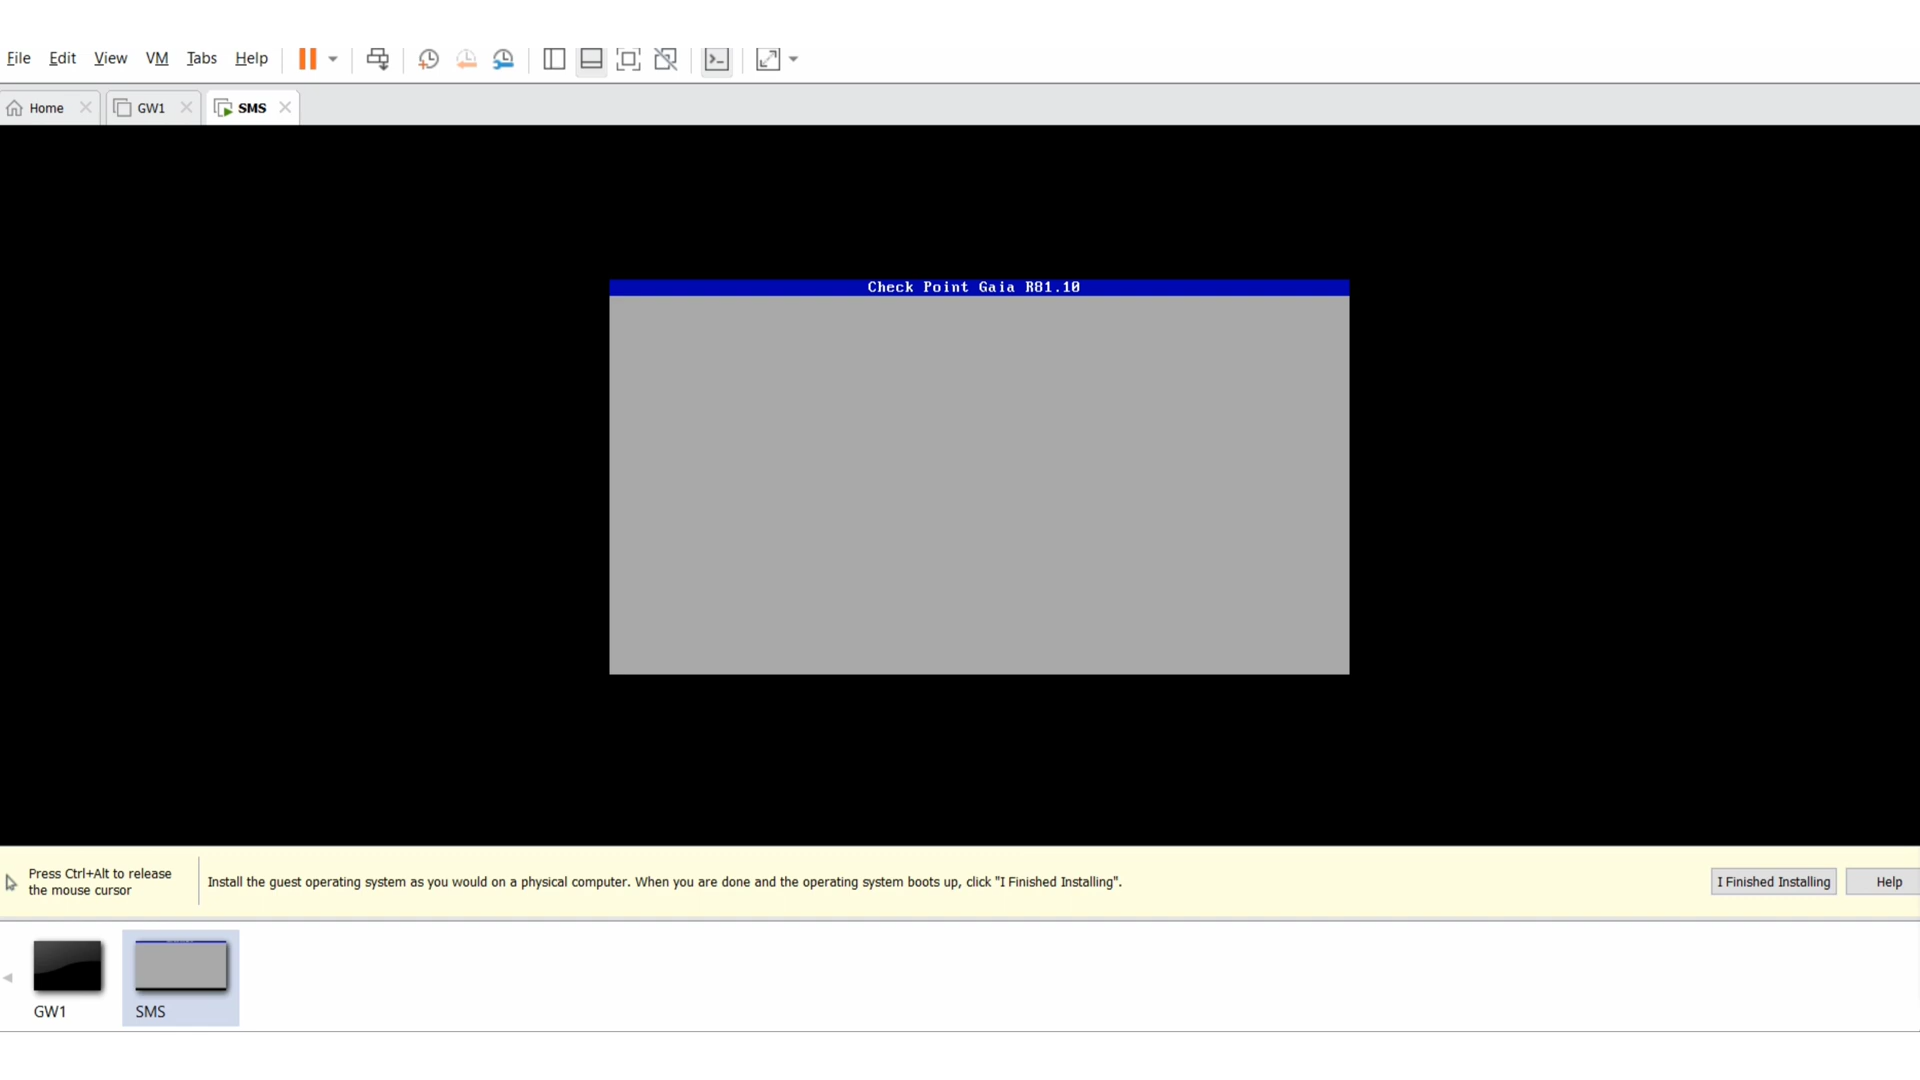 File Edit View VM Tabs Help
Home GW1 SMS
Check Point Gaia R81.10
Press Ctrl+Alt to release
the mouse cursor
Install the guest operating system as you would on a physical computer. When you are done and the operating system boots up, click "I Finished Installing".
I Finished Installing
Help
GW1
SMS